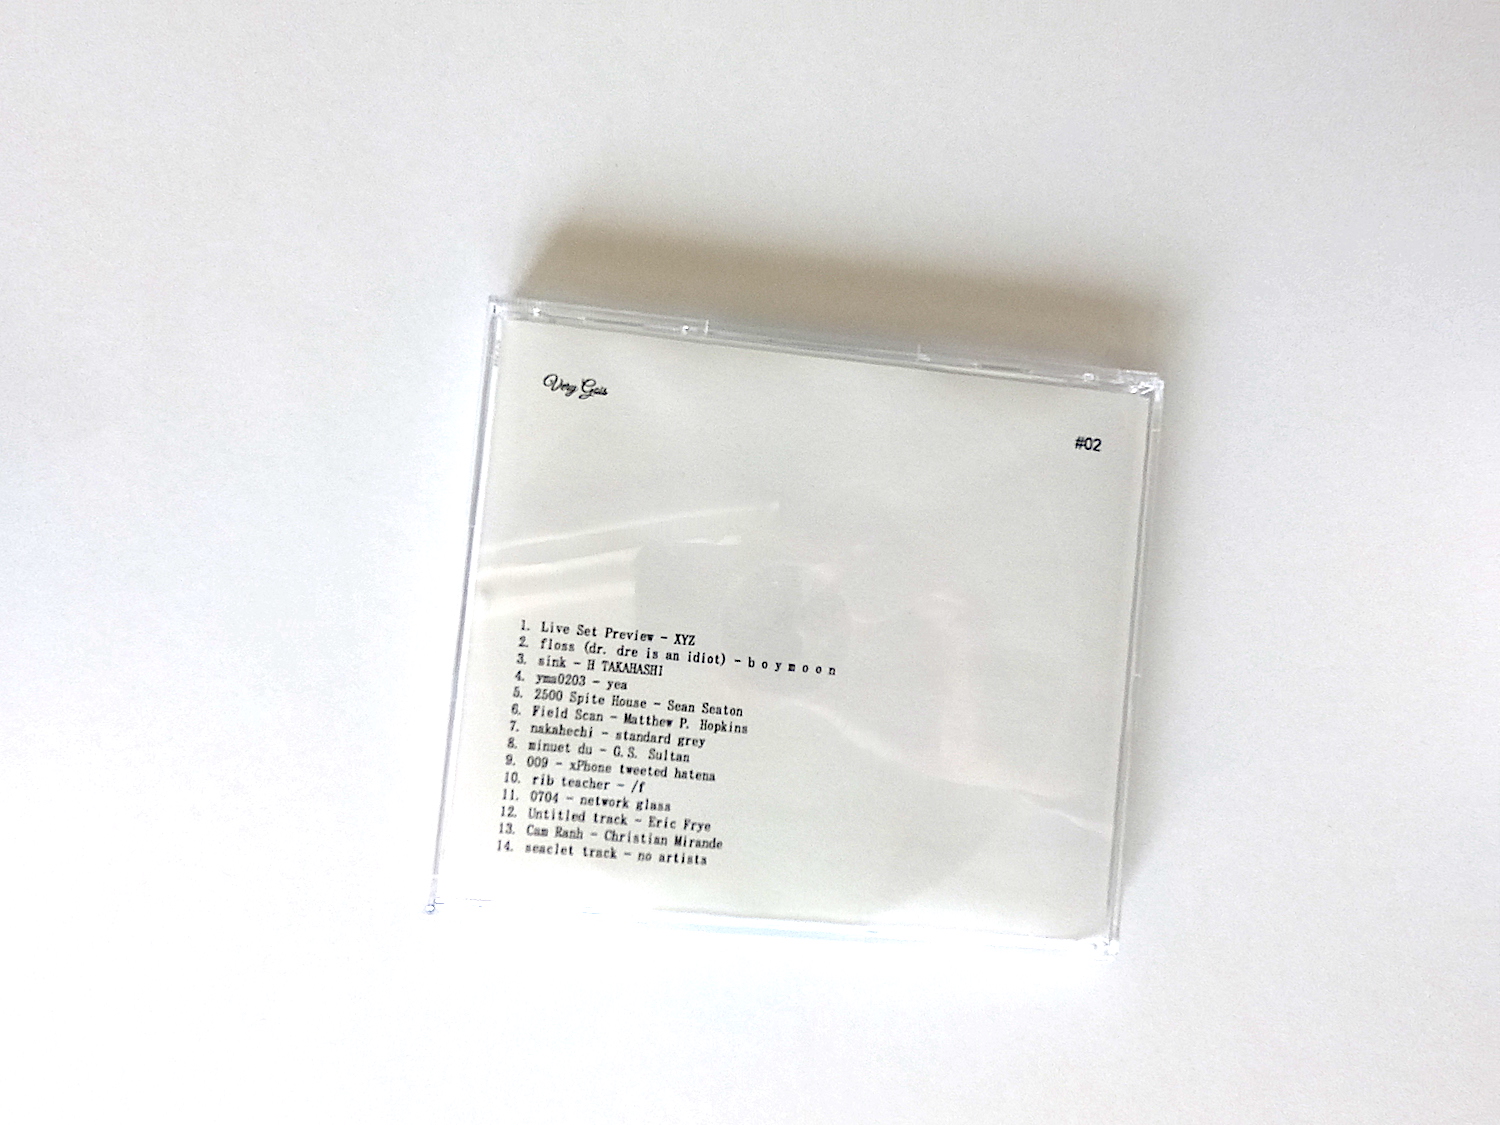 Very Gois
#02
1. Live Set Preview - XYZ
2. floss (dr. dre is an idiot) - b o y m o o n
3. sink - H TAKAHASHI
4. yma0203 - yea
5. 2500 Spite House - Sean Seaton
6. Field Scan - Matthew P. Hopkins
7. nakahechi - standard grey
8. minuet du - G.S. Sultan
9. 009 - xPhone tweeted hatena
10. rib teacher - /f
11. 0704 - network glass
12. Untitled track - Eric Frye
13. Cam Ranh - Christian Mirande
14. seaclet track - no artists